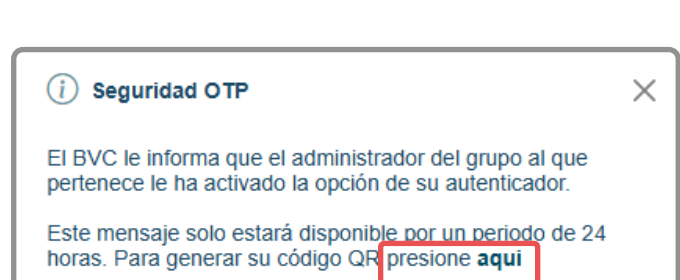 Seguridad OTP
El BVC le informa que el administrador del grupo al que
pertenece le ha activado la opción de su autenticador.
Este mensaje solo estará disponible por un periodo de 24
horas. Para generar su código QR presione aqui